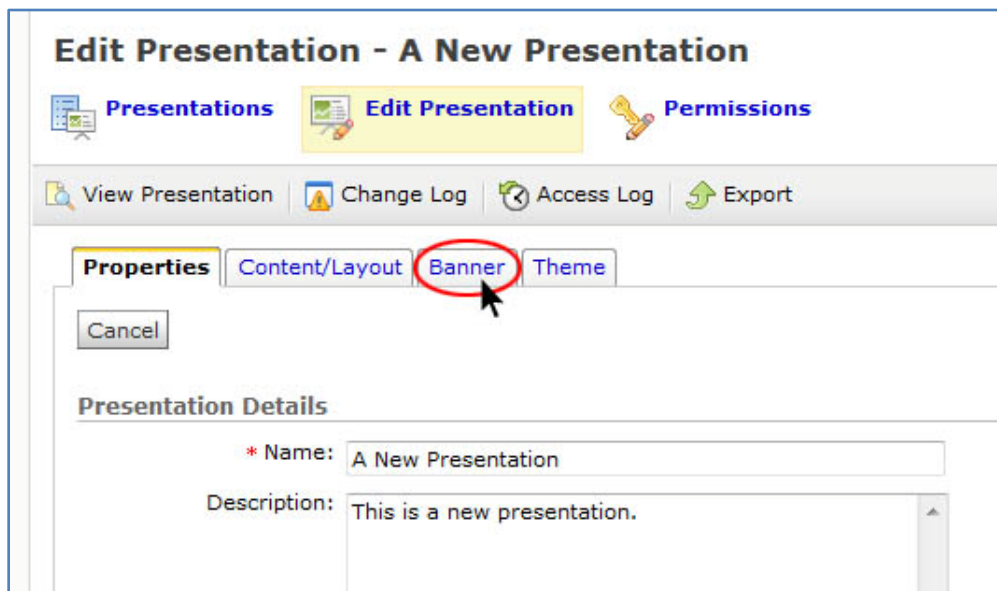 Edit Presentation - A New Presentation
Presentations Edit Presentation Permissions
View Presentation Change Log Access Log Export
Properties Content/Layout Banner Theme
Cancel
Presentation Details
* Name: A New Presentation
Description: This is a new presentation.